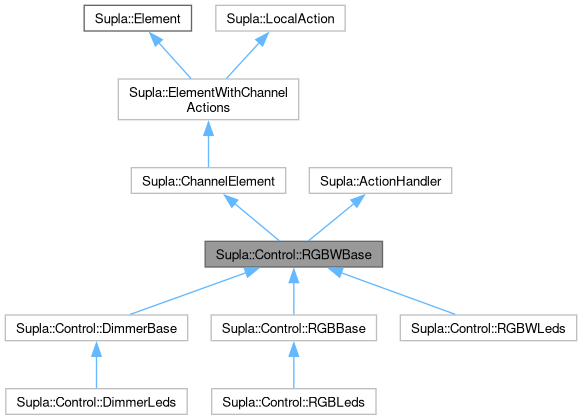 Supla::Element
Supla::LocalAction
Supla::ElementWithChannel
Actions
Supla::ChannelElement
Supla::ActionHandler
Supla::Control::RGBWBase
Supla::Control::DimmerBase
Supla::Control::RGBBase
Supla::Control::RGBWLeds
Supla::Control::DimmerLeds
Supla::Control::RGBLeds